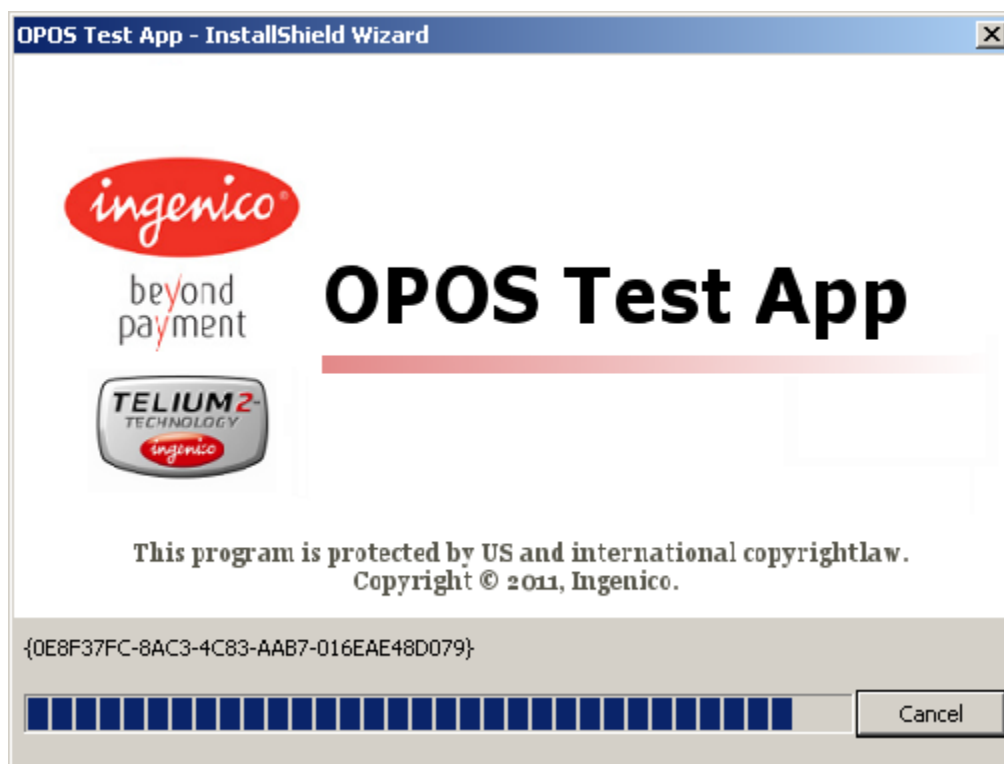 OPOS Test App - InstallShield Wizard
ingenico®
beyond
payment
OPOS Test App
TELIUM2-
TECHNOLOGY
ingenico
This program is protected by US and international copyrightlaw.
Copyright © 2011, Ingenico.
{0E8F37FC-8AC3-4C83-AAB7-016EAE48D079}
Cancel